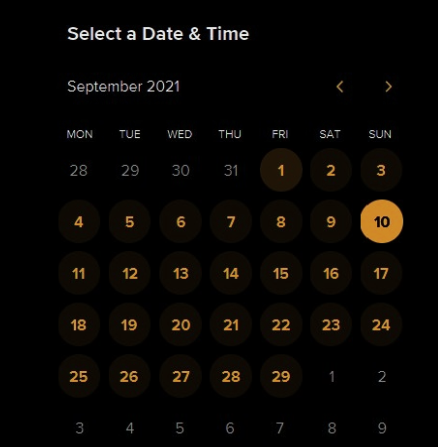 Select a Date & Time
September 2021
MON TUE WED THU FRI SAT SUN
28 29 30 31 1 2 3
4 5 6 7 8 9 10
11 12 13 14 15 16 17
18 19 20 21 22 23 24
25 26 27 28 29 1 2
3 4 5 6 7 8 9